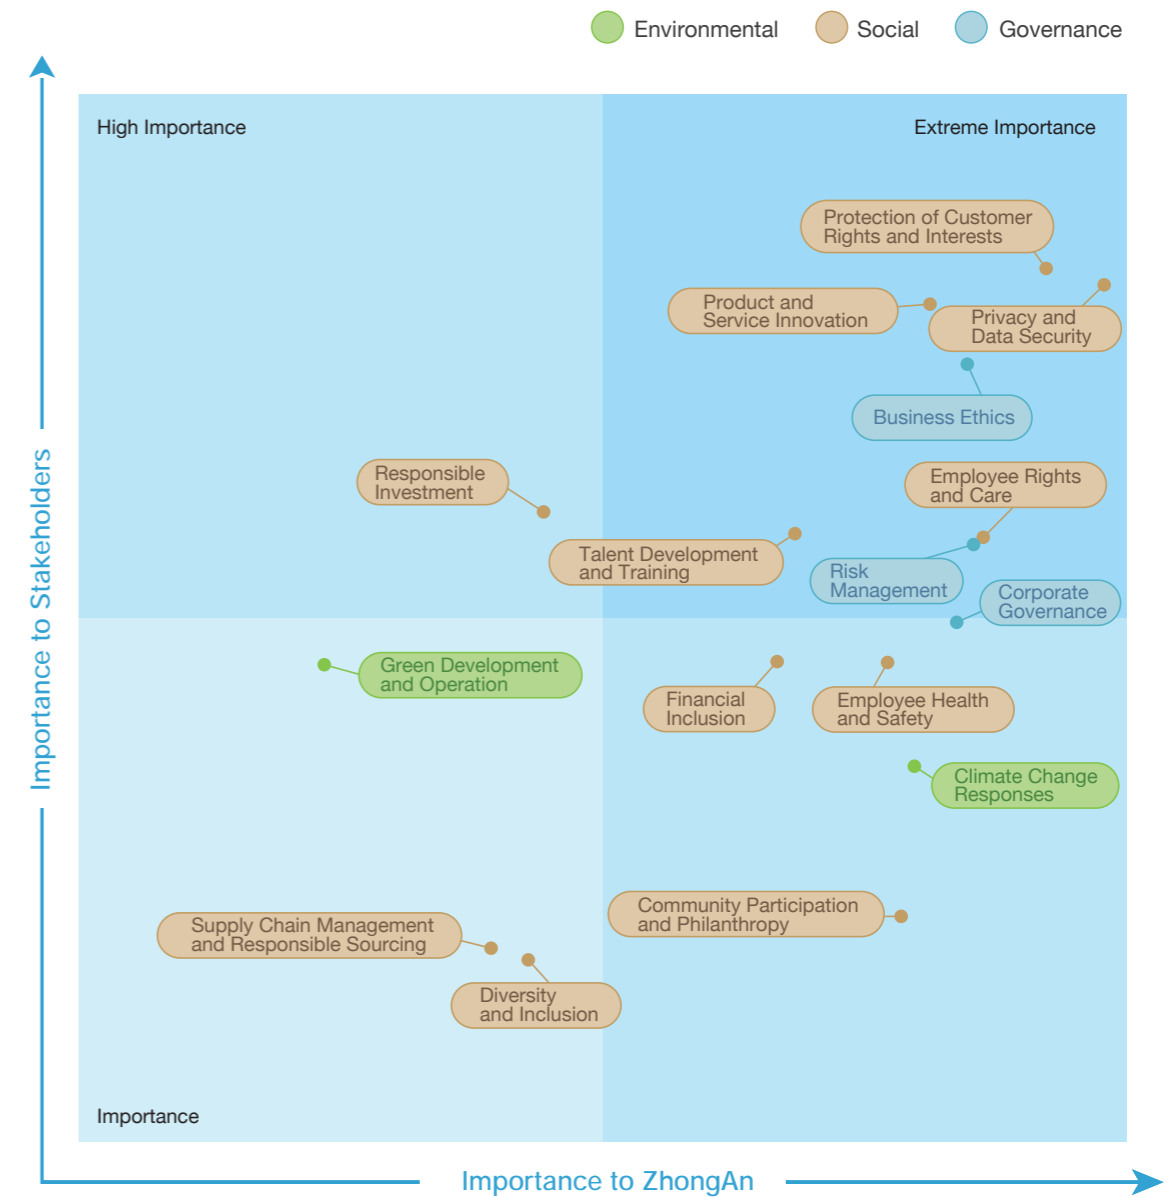 Environmental
Social
Governance
High Importance
Extreme Importance
Protection of Customer
Rights and Interests
Product and
Service Innovation
Privacy and
Data Security
Business Ethics
Responsible
Investment
Employee Rights
and Care
Talent Development
and Training
Risk
Management
Corporate
Governance
Green Development
and Operation
Financial
Inclusion
Employee Health
and Safety
Climate Change
Responses
Community Participation
and Philanthropy
Supply Chain Management
and Responsible Sourcing
Diversity
and Inclusion
Importance
Importance to Stakeholders
Importance to ZhongAn